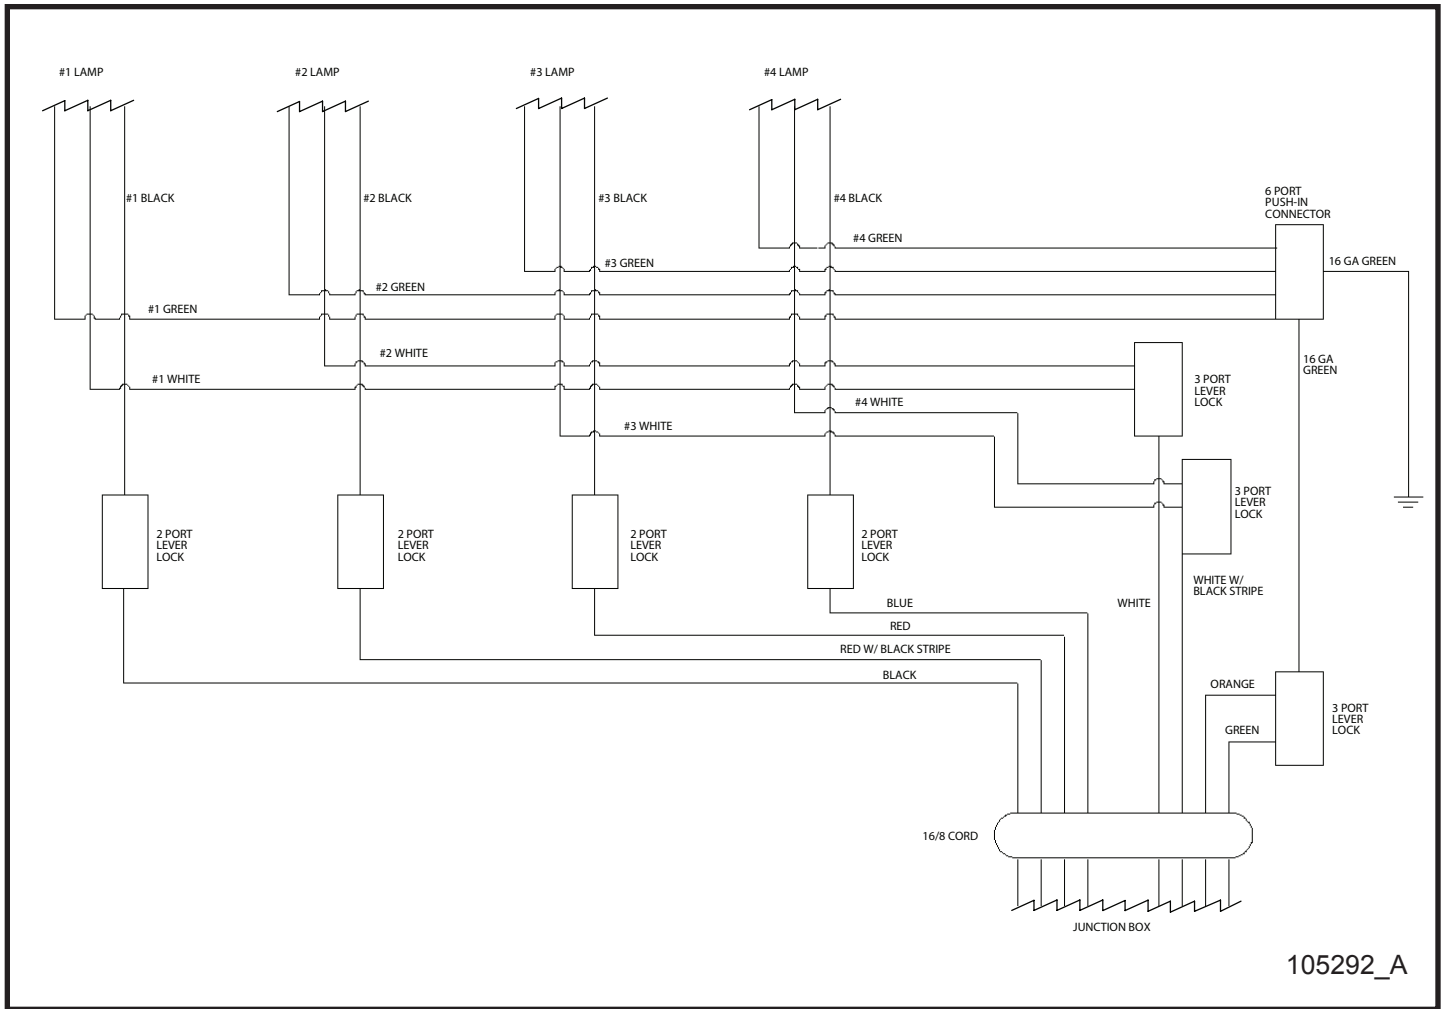 #1 LAMP
#2 LAMP
#3 LAMP
#4 LAMP
#1 BLACK
#2 BLACK
#3 BLACK
#4 BLACK
6 PORT
PUSH-IN
CONNECTOR
#4 GREEN
#3 GREEN
16 GA GREEN
#2 GREEN
#1 GREEN
#2 WHITE
16 GA
GREEN
#1 WHITE
3 PORT
LEVER
LOCK
#4 WHITE
#3 WHITE
3 PORT
LEVER
LOCK
2 PORT
LEVER
LOCK
2 PORT
LEVER
LOCK
2 PORT
LEVER
LOCK
2 PORT
LEVER
LOCK
WHITE W/
BLACK STRIPE
BLUE
WHITE
RED
RED W/ BLACK STRIPE
BLACK
ORANGE
3 PORT
LEVER
LOCK
GREEN
16/8 CORD
JUNCTION BOX
105292_A